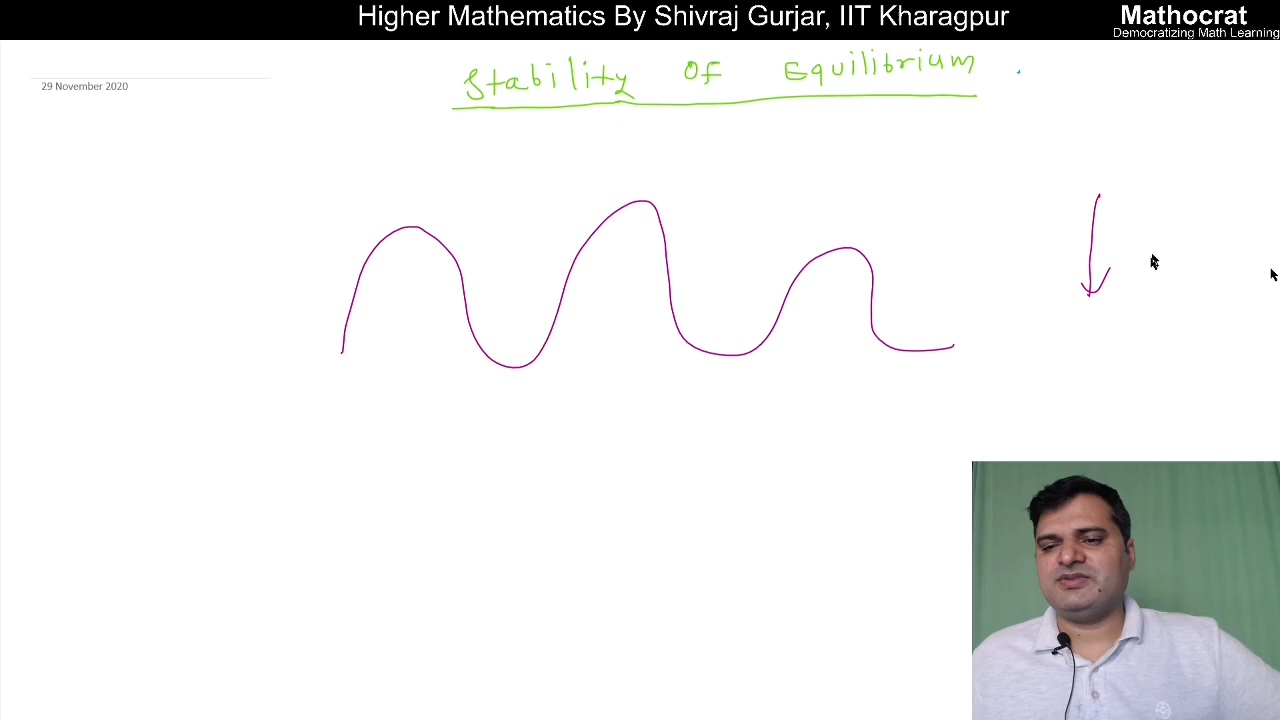 Higher Mathematics By Shivraj Gurjar, IIT Kharagpur
Mathocrat
Democratizing Math Learning
Stability Of Equilibrium
29 November 2020